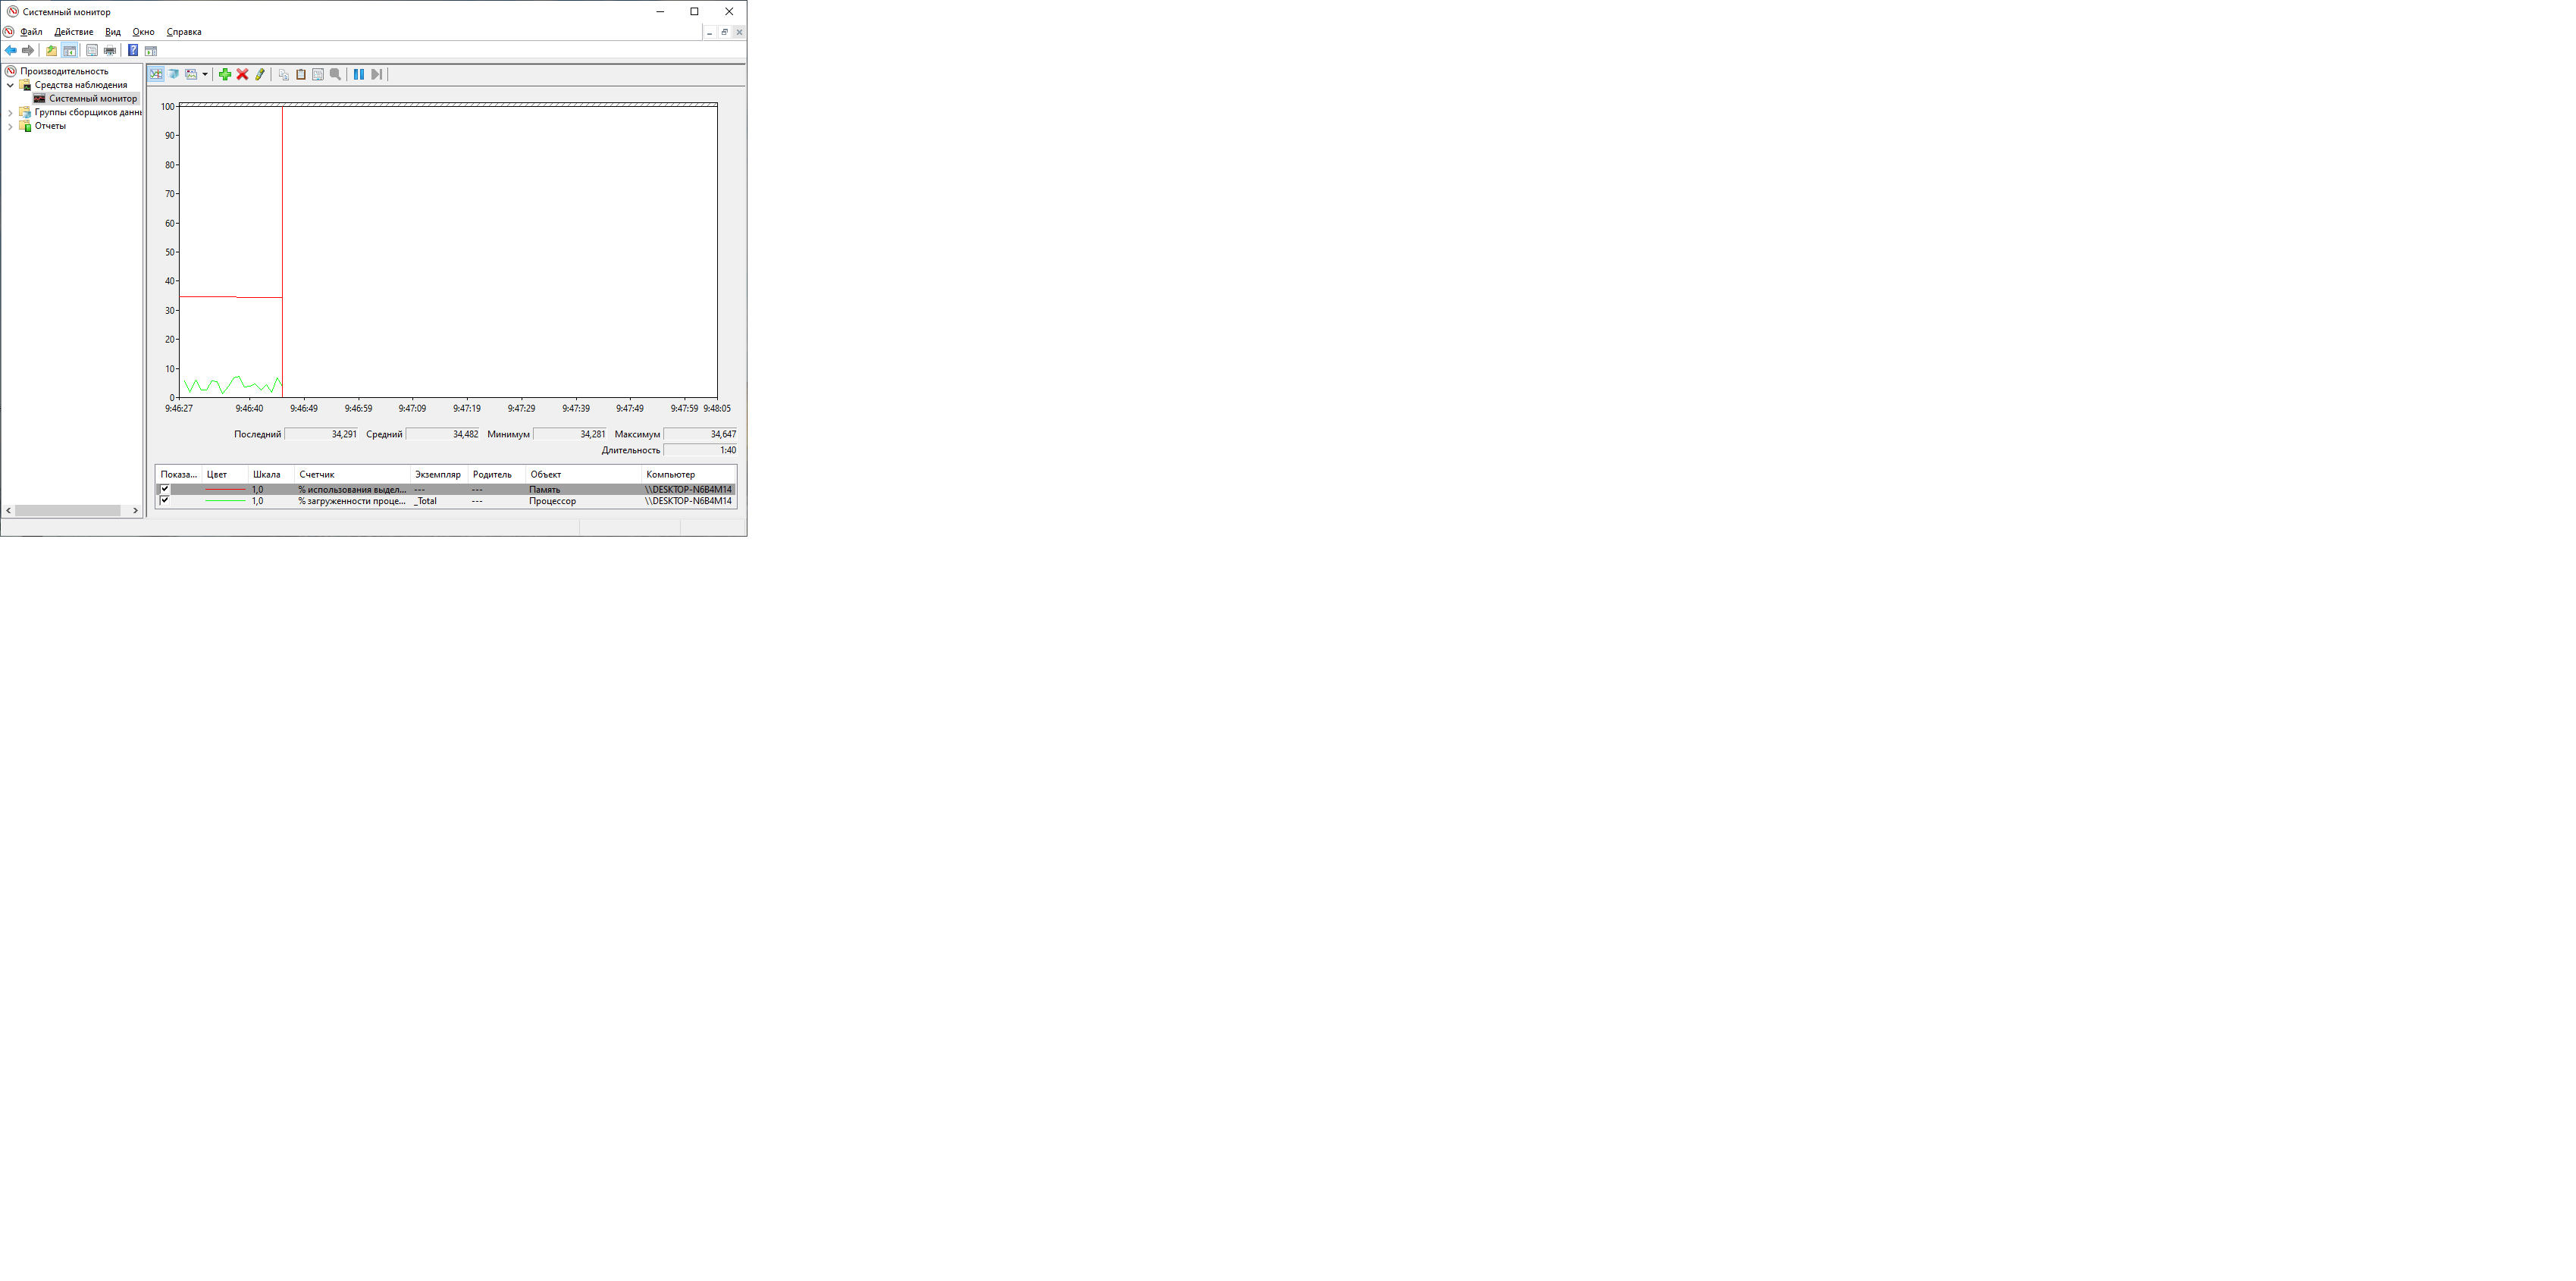 Системный монитор
Файл Действие Вид Окно Справка
Производительность
Средства наблюдения
Системный монитор
Группы сборщиков данн
Отчеты
100
90
80
70
60
50
40
30
20
10
0
9:46:27 9:46:40 9:46:49 9:46:59 9:47:09 9:47:19 9:47:29 9:47:39 9:47:49 9:47:59 9:48:05
Последний 34,291 Средний 34,482 Минимум 34,281 Максимум 34,647
Длительность 1:40
Показа... Цвет Шкала Счетчик Экземпляр Родитель Объект Компьютер
1,0 % использования выдел... --- --- Память \\DESKTOP-N6B4M14
1,0 % загруженности проце... _Total --- Процессор \\DESKTOP-N6B4M14